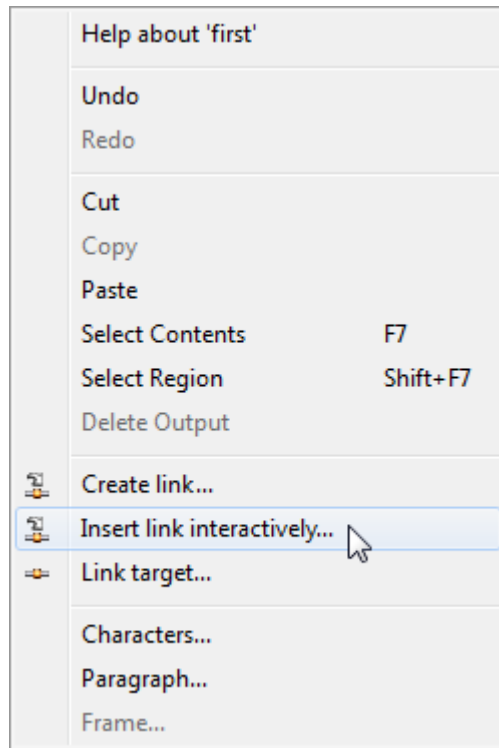 Help about 'first'
Undo
Redo
Cut
Copy
Paste
Select Contents F7
Select Region Shift+F7
Delete Output
Create link...
Insert link interactively...
Link target...
Characters...
Paragraph...
Frame...